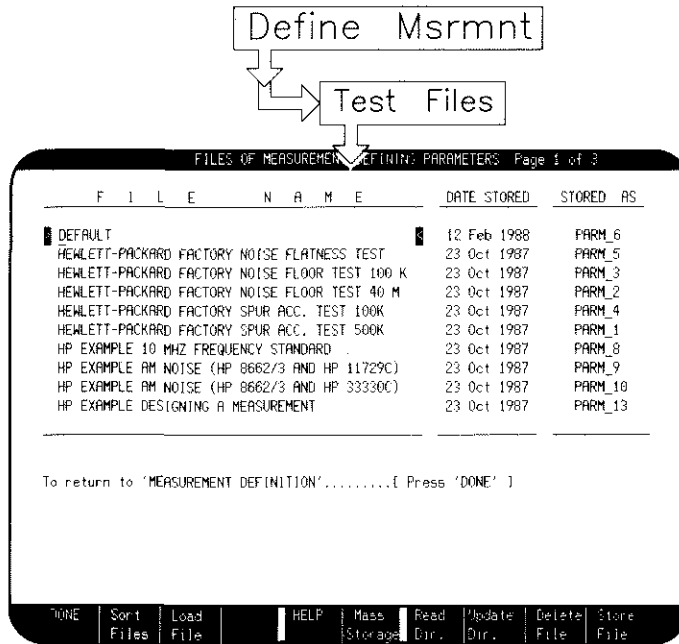 Define Msrmnt
Test Files
FILES OF MEASUREMENT DEFINING PARAMETERS Page 1 of 3
FILE NAME DATE STORED STORED AS
DEFAULT 12 Feb 1988 PARM_6
HEWLETT-PACKARD FACTORY NOISE FLATNESS TEST 23 Oct 1987 PARM_5
HEWLETT-PACKARD FACTORY NOISE FLOOR TEST 100 K 23 Oct 1987 PARM_3
HEWLETT-PACKARD FACTORY NOISE FLOOR TEST 40 M 23 Oct 1987 PARM_2
HEWLETT-PACKARD FACTORY SPUR ACC. TEST 100K 23 Oct 1987 PARM_4
HEWLETT-PACKARD FACTORY SPUR ACC. TEST 500K 23 Oct 1987 PARM_1
HP EXAMPLE 10 MHZ FREQUENCY STANDARD 23 Oct 1987 PARM_8
HP EXAMPLE AM NOISE (HP 8662/3 AND HP 11729C) 23 Oct 1987 PARM_9
HP EXAMPLE AM NOISE (HP 8662/3 AND HP 33330C) 23 Oct 1987 PARM_10
HP EXAMPLE DESIGNING A MEASUREMENT 23 Oct 1987 PARM_13
To return to 'MEASUREMENT DEFINITION'.........[ Press 'DONE' ]
DONE Sort Load HELP Mass Read Update Delete Store
Files File Storage Dir. Dir. File File